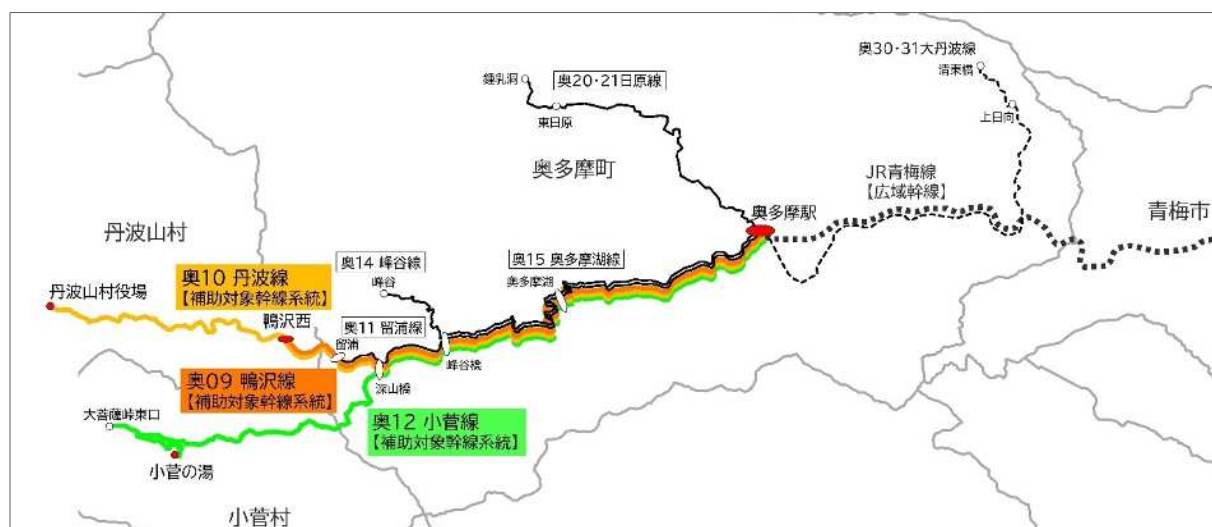 奥30・31大丹波線
清東橋
鍾乳洞
奥20・21日原線
東日原
上日向
奥多摩町
JR青梅線
【広域幹線】
青梅市
奥多摩駅
丹波山村
奥10 丹波線
【補助対象幹線系統】
奥14 峰谷線
峰谷
奥15 奥多摩湖線
奥多摩湖
丹波山村役場
鴨沢西
奥11 留浦線
留浦
峰谷橋
奥09 鴨沢線
【補助対象幹線系統】
深山橋
大菩薩峠東口
奥12 小菅線
【補助対象幹線系統】
小菅の湯
小菅村